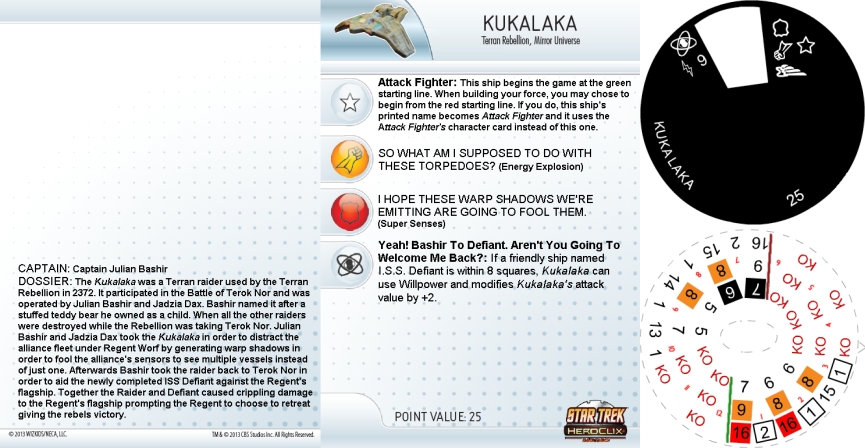 CAPTAIN: Captain Julian Bashir
DOSSIER: The Kukalaka was a Terran raider used by the Terran
Rebellion in 2372. It participated in the Battle of Terok Nor and was
operated by Julian Bashir and Jadzia Dax. Bashir named it after a
stuffed teddy bear he owned as a child. When all the other raiders
were destroyed while the Rebellion was taking Terok Nor. Julian
Bashir and Jadzia Dax took the Kukalaka in order to distract the
alliance fleet under Regent Worf by generating warp shadows in
order to fool the alliance's sensors to see multiple vessels instead
of just one. Afterwards Bashir took the raider back to Terok Nor in
order to aid the newly completed ISS Defiant against the Regent's
flagship. Together the Raider and Defiant caused crippling damage
to the Regent's flagship prompting the Regent to choose to retreat
giving the rebels victory.
© 2013 WIZKIDS/NECA, LLC.
TM & © 2013 CBS Studios Inc. All Rights Reserved.
KUKALAKA
Terran Rebellion, Mirror Universe
Attack Fighter: This ship begins the game at the green
starting line. When building your force, you may chose to
begin from the red starting line. If you do, this ship's
printed name becomes Attack Fighter and it uses the
Attack Fighter's character card instead of this one.
SO WHAT AM I SUPPOSED TO DO WITH
THESE TORPEDOES? (Energy Explosion)
I HOPE THESE WARP SHADOWS WE'RE
EMITTING ARE GOING TO FOOL THEM.
(Super Senses)
Yeah! Bashir To Defiant. Aren't You Going To
Welcome Me Back?: If a friendly ship named
I.S.S. Defiant is within 8 squares, Kukalaka can
use Willpower and modifies Kukalaka's attack
value by +2.
POINT VALUE: 25
STAR TREK
HEROCLIX
6
KUKALAKA
25
16
9
7
2
15
8
6
1
14
8
5
1
13
7
5
1
KO
KO
KO
KO
KO
KO
KO
KO
KO
KO
KO
KO
7
9
16
2
6
8
16
1
6
8
15
1